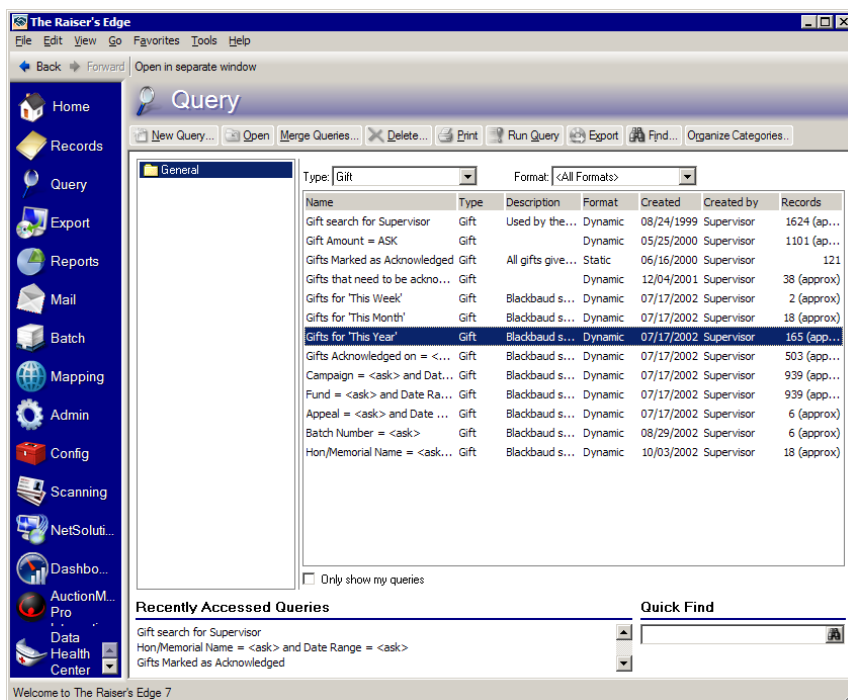 The Raiser's Edge
File Edit View Go Favorites Tools Help
Back Forward Open in separate window
Home
Records
Query
Export
Reports
Mail
Batch
Mapping
Admin
Config
Scanning
NetSoluti...
Dashbo...
AuctionM...
Pro
Data
Health
Center
Query
New Query... Open Merge Queries... Delete... Print Run Query Export Find... Organize Categories..
General
Type: Gift Format: <All Formats>
Name Type Description Format Created Created by Records
Gift search for Supervisor Gift Used by the... Dynamic 08/24/1999 Supervisor 1624 (ap...
Gift Amount = ASK Gift Dynamic 05/25/2000 Supervisor 1101 (ap...
Gifts Marked as Acknowledged Gift All gifts give... Static 06/16/2000 Supervisor 121
Gifts that need to be ackno... Gift Dynamic 12/04/2001 Supervisor 38 (approx)
Gifts for 'This Week' Gift Blackbaud s... Dynamic 07/17/2002 Supervisor 2 (approx)
Gifts for 'This Month' Gift Blackbaud s... Dynamic 07/17/2002 Supervisor 18 (approx)
Gifts for 'This Year' Gift Blackbaud s... Dynamic 07/17/2002 Supervisor 165 (app...
Gifts Acknowledged on = <... Gift Blackbaud s... Dynamic 07/17/2002 Supervisor 503 (app...
Campaign = <ask> and Dat... Gift Blackbaud s... Dynamic 07/17/2002 Supervisor 939 (app...
Fund = <ask> and Date Ra... Gift Blackbaud s... Dynamic 07/17/2002 Supervisor 939 (app...
Appeal = <ask> and Date ... Gift Blackbaud s... Dynamic 07/17/2002 Supervisor 6 (approx)
Batch Number = <ask> Gift Blackbaud s... Dynamic 08/29/2002 Supervisor 6 (approx)
Hon/Memorial Name = <ask... Gift Blackbaud s... Dynamic 10/03/2002 Supervisor 18 (approx)
Only show my queries
Recently Accessed Queries
Gift search for Supervisor
Hon/Memorial Name = <ask> and Date Range = <ask>
Gifts Marked as Acknowledged
Quick Find
Welcome to The Raiser's Edge 7